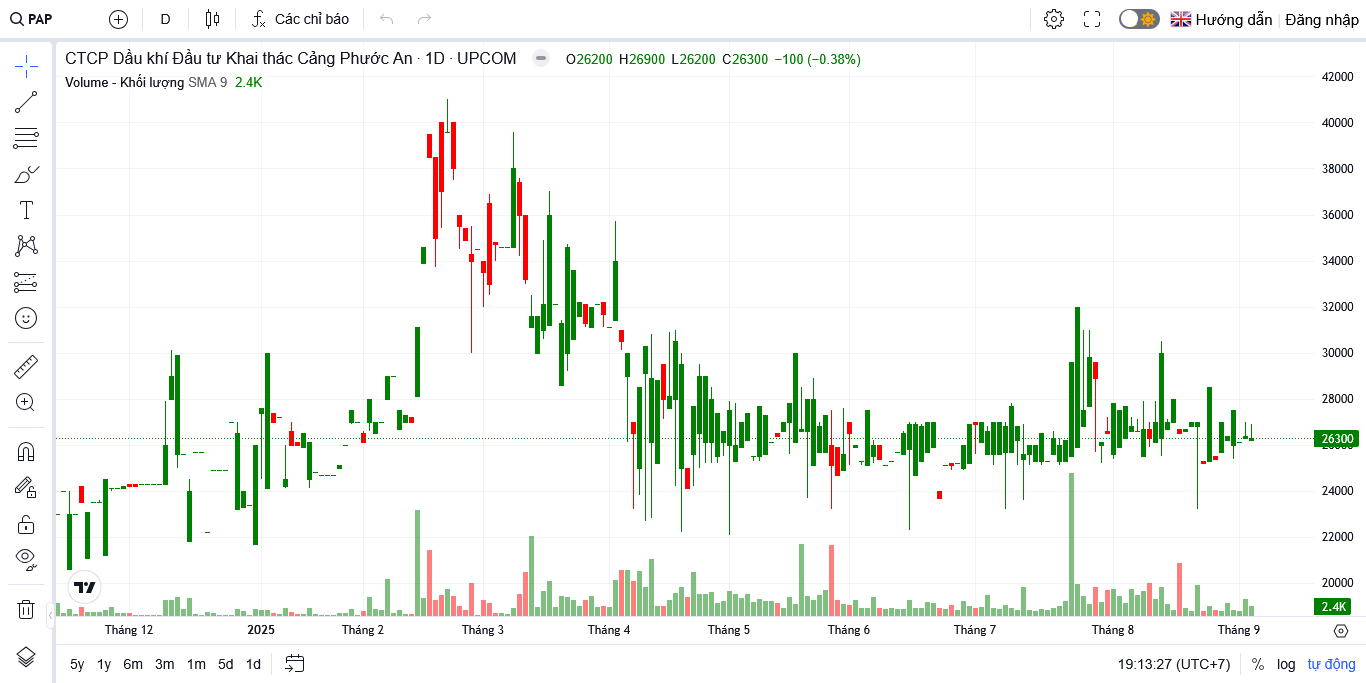 PAP D Các chỉ báo Hướng dẫn Đăng nhập
CTCP Dầu khí Đầu tư Khai thác Cảng Phước An · 1D · UPCOM O26200 H26900 L26200 C26300 −100 (−0.38%)
Volume - Khối lượng SMA 9 2.4K
42000
40000
38000
36000
34000
32000
30000
28000
26300
26000
24000
22000
20000
2.4K
Tháng 12 2025 Tháng 2 Tháng 3 Tháng 4 Tháng 5 Tháng 6 Tháng 7 Tháng 8 Tháng 9
5y 1y 6m 3m 1m 5d 1d 19:13:27 (UTC+7) % log tự động